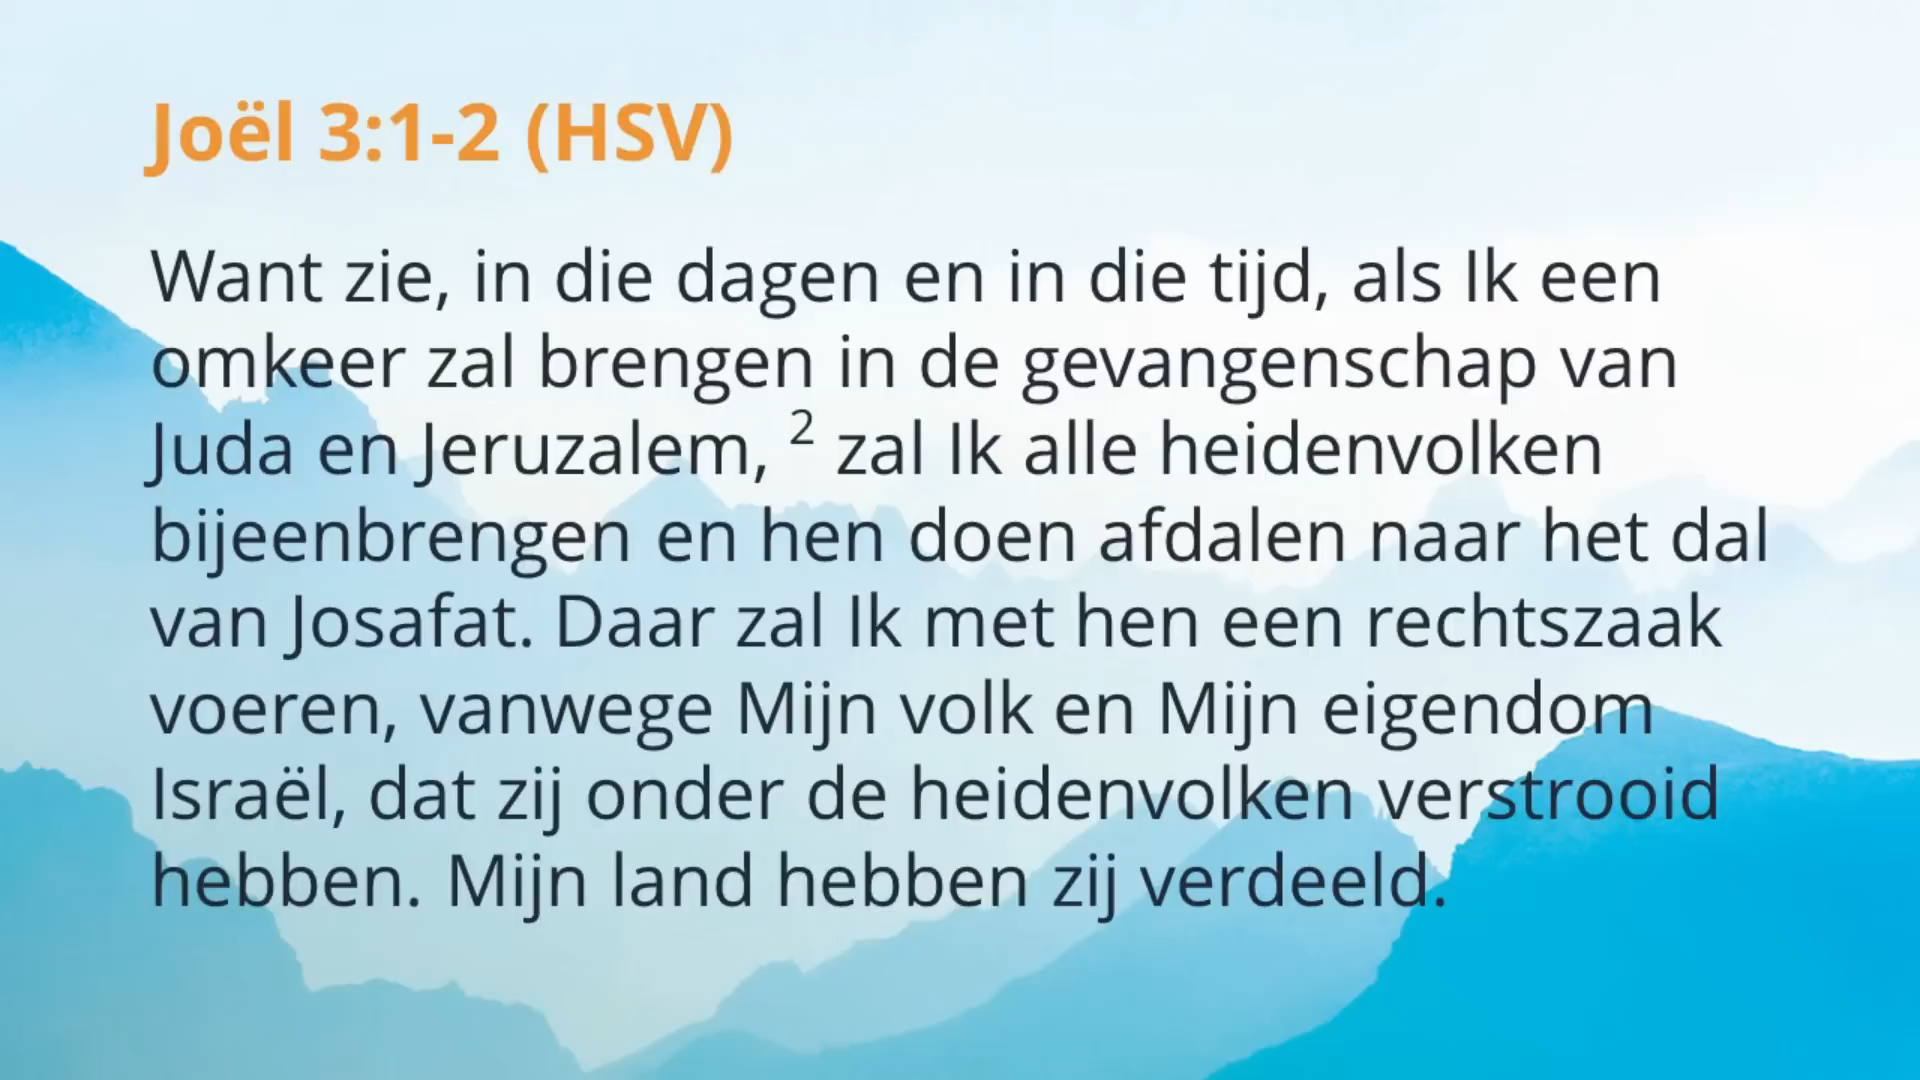 Joël 3:1-2 (HSV)
Want zie, in die dagen en in die tijd, als Ik een
omkeer zal brengen in de gevangenschap van
Juda en Jeruzalem, ² zal Ik alle heidenvolken
bijeenbrengen en hen doen afdalen naar het dal
van Josafat. Daar zal Ik met hen een rechtszaak
voeren, vanwege Mijn volk en Mijn eigendom
Israël, dat zij onder de heidenvolken verstrooid
hebben. Mijn land hebben zij verdeeld.